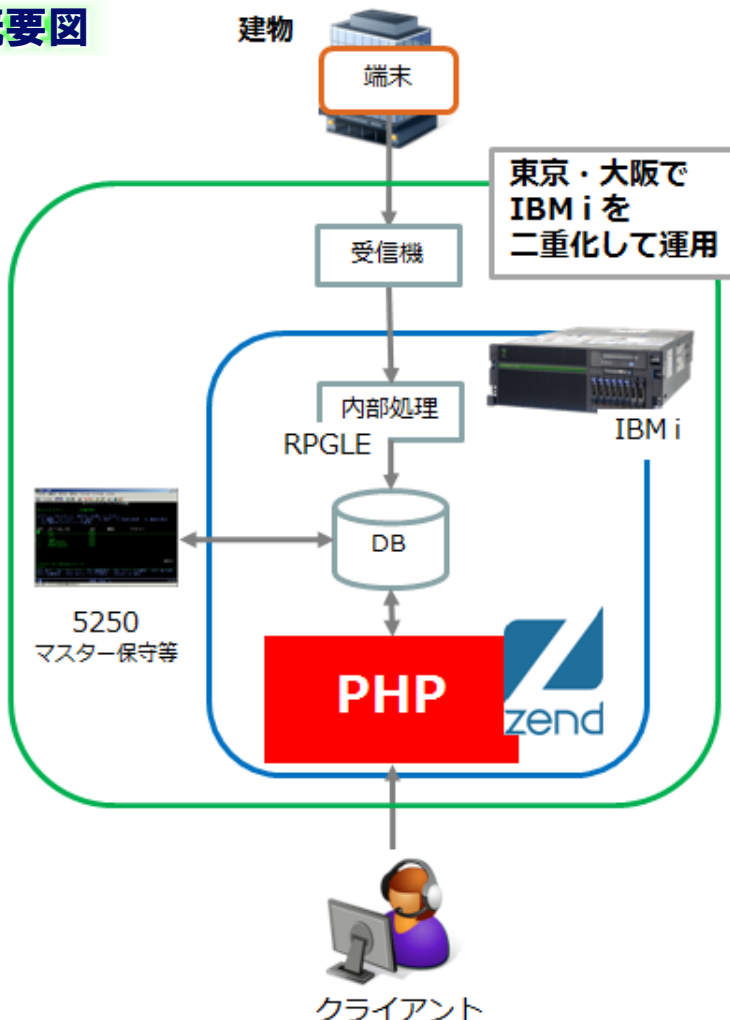 要図
建物
端末
東京・大阪で
IBM i を
二重化して運用
受信機
内部処理
RPGLE
IBM i
DB
5250
マスター保守等
PHP
zend
クライアント